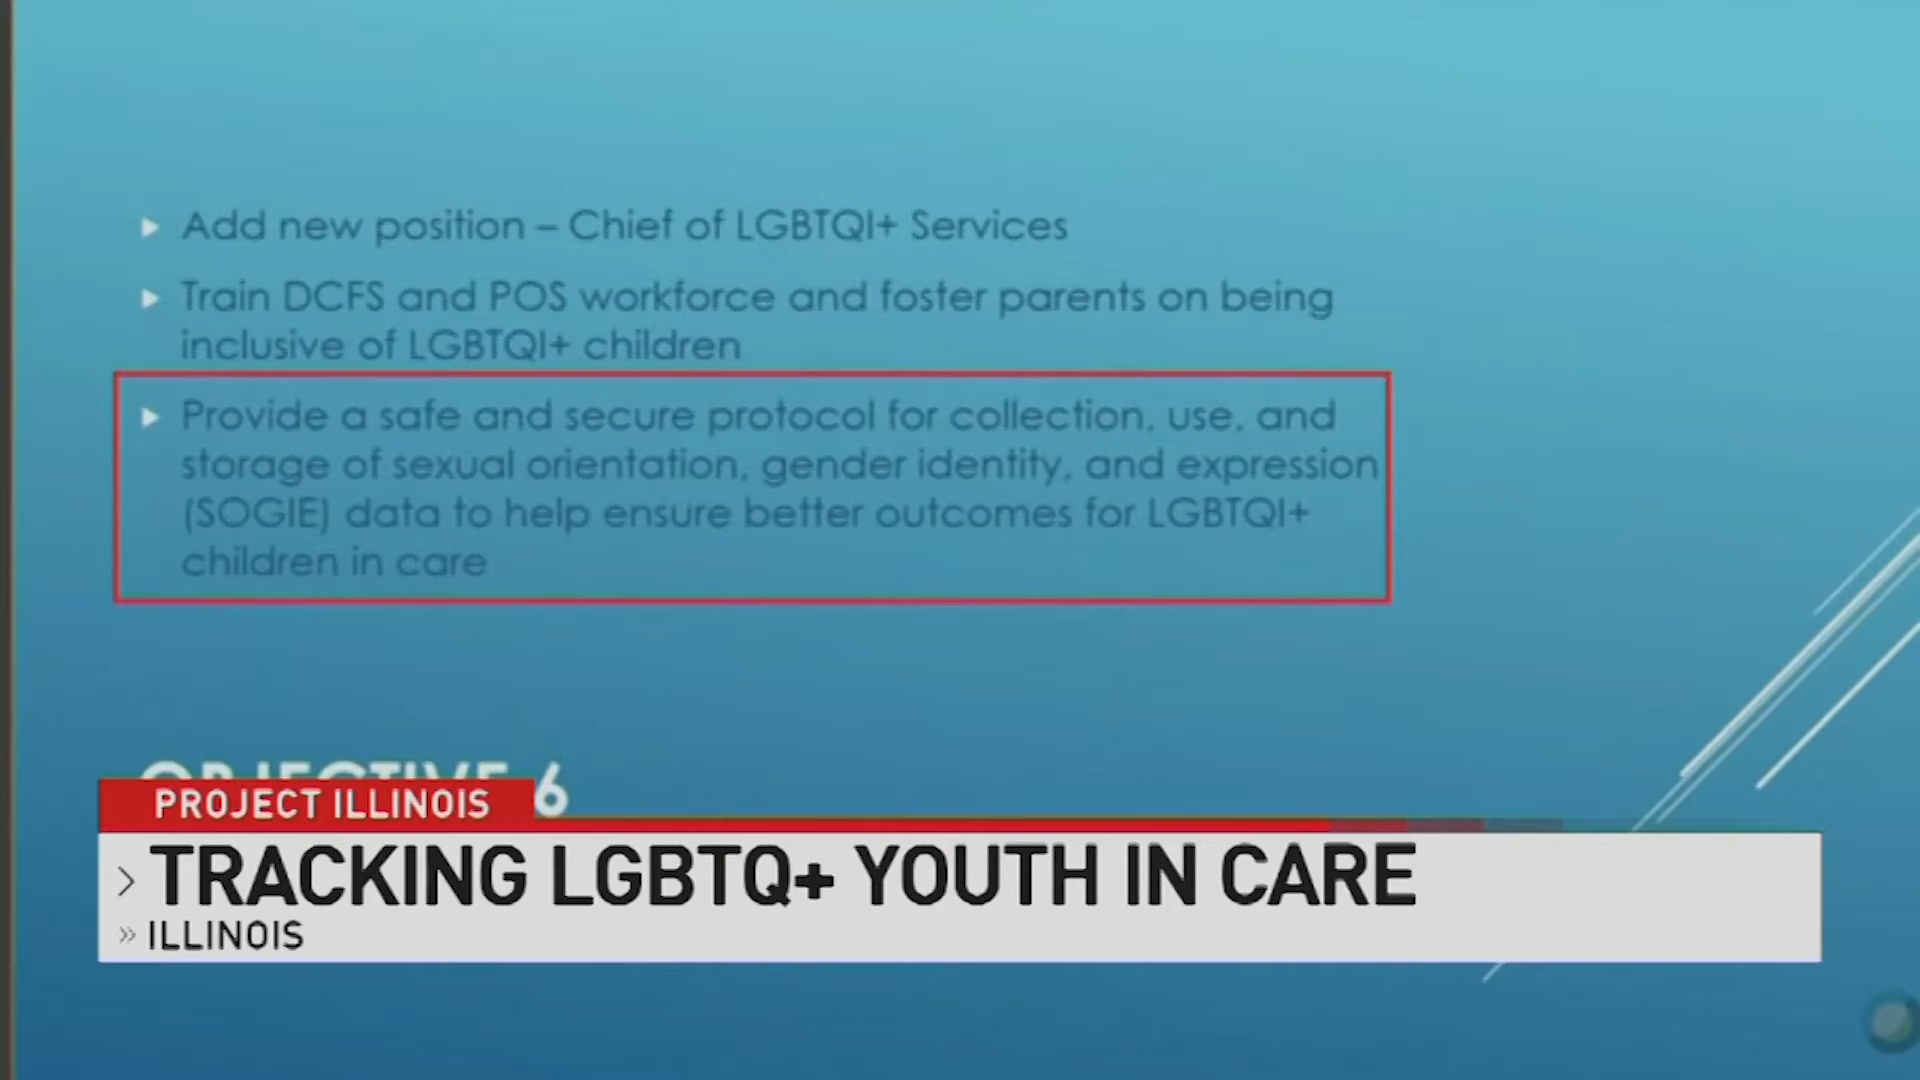 Add new position – Chief of LGBTQI+ Services
Train DCFS and POS workforce and foster parents on being
inclusive of LGBTQI+ children
Provide a safe and secure protocol for collection, use, and
storage of sexual orientation, gender identity, and expression
(SOGIE) data to help ensure better outcomes for LGBTQI+
children in care
OBJECTIVE 6
PROJECT ILLINOIS
TRACKING LGBTQ+ YOUTH IN CARE
ILLINOIS